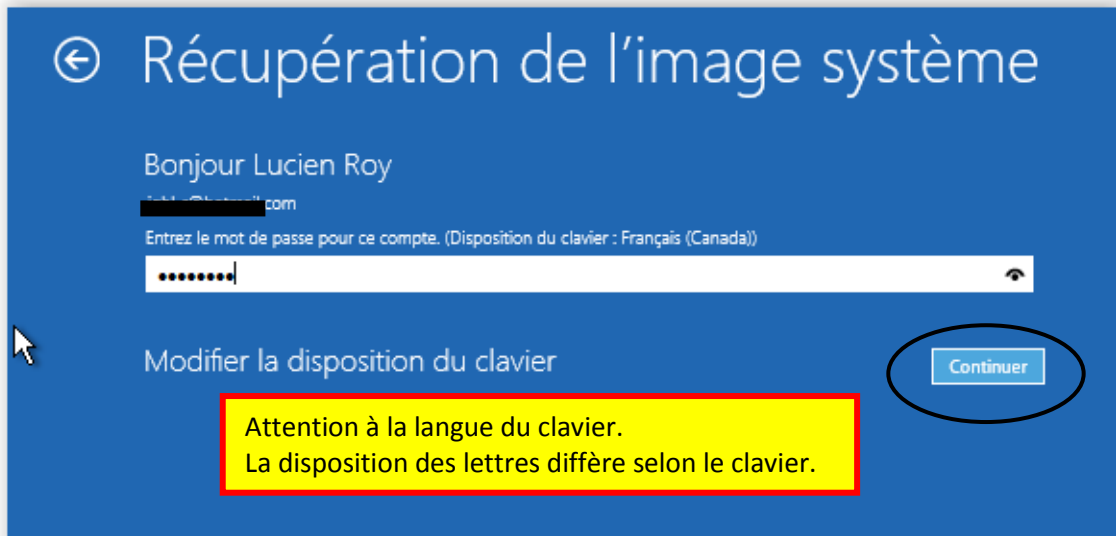 Récupération de l'image système
Bonjour Lucien Roy
com
Entrez le mot de passe pour ce compte. (Disposition du clavier : Français (Canada))
••••••••
Modifier la disposition du clavier
Continuer
Attention à la langue du clavier.
La disposition des lettres diffère selon le clavier.